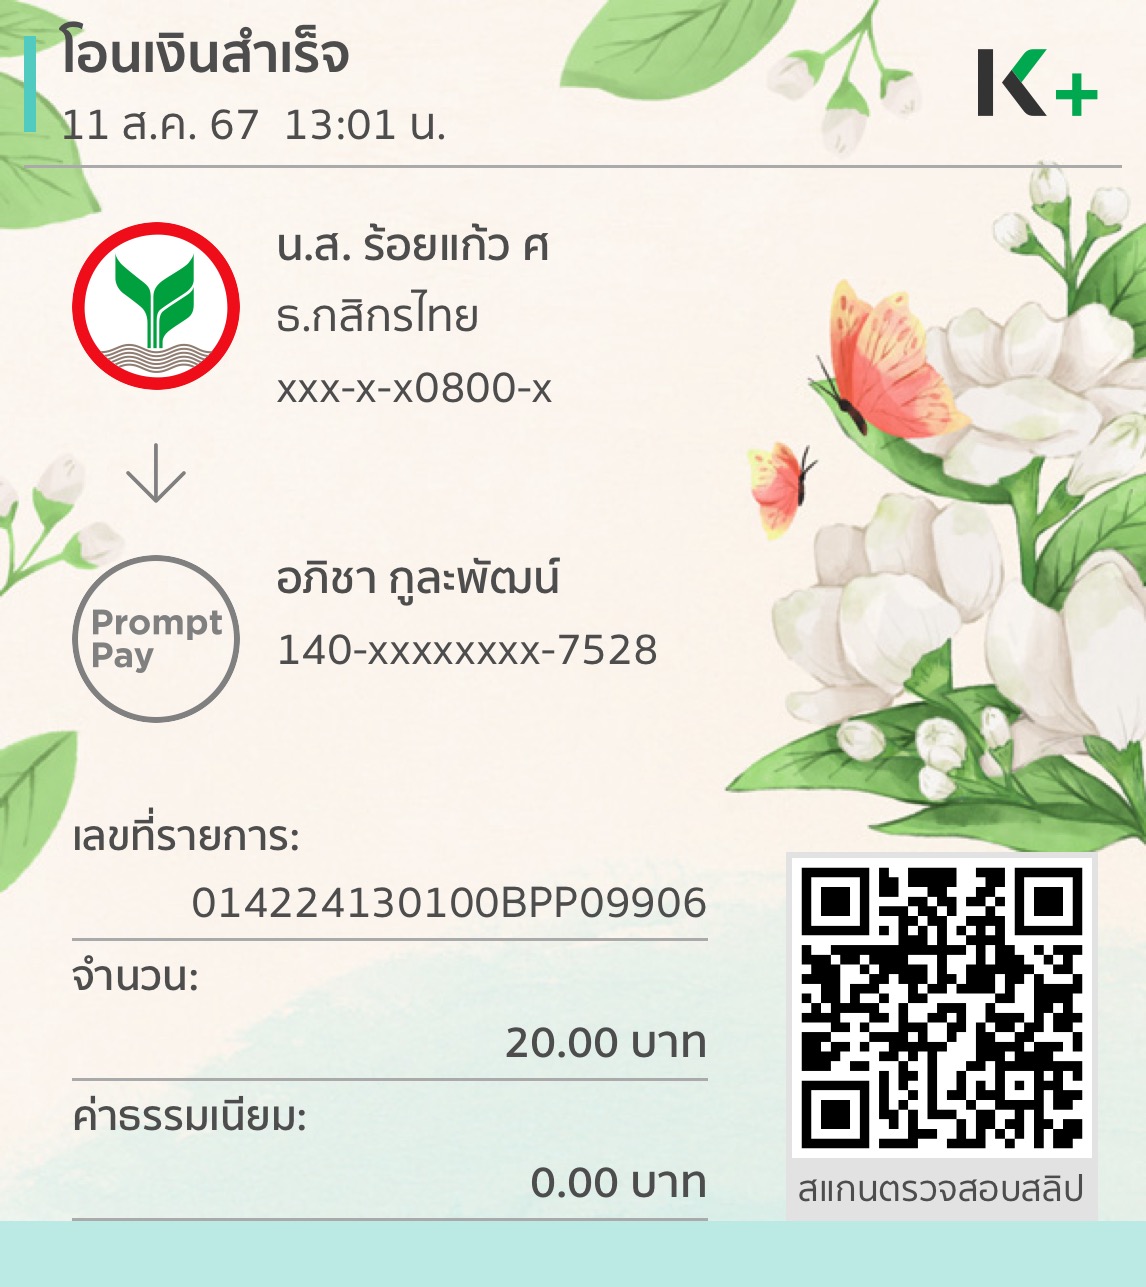 โอนเงินสำเร็จ
11 ส.ค. 67 13:01 น.
K+
น.ส. ร้อยแก้ว ศ
ธ.กสิกรไทย
xxx-x-x0800-x
Prompt
Pay
อภิชา กูละพัฒน์
140-xxxxxxxx-7528
เลขที่รายการ:
014224130100BPP09906
จำนวน:
20.00 บาท
ค่าธรรมเนียม:
0.00 บาท
สแกนตรวจสอบสลิป